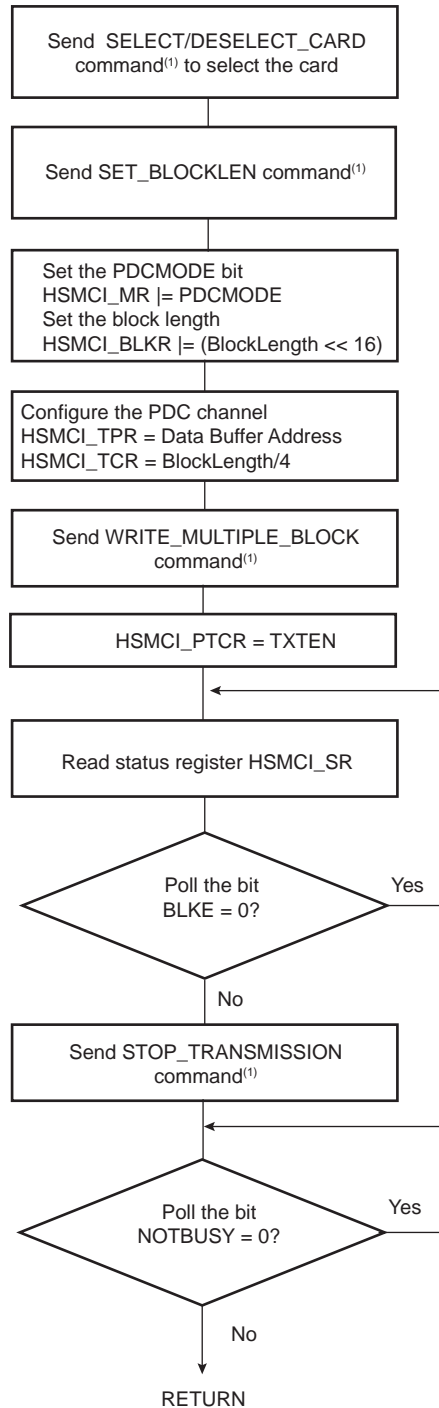 Send SELECT/DESELECT_CARD
command(1) to select the card
Send SET_BLOCKLEN command(1)
Set the PDCMODE bit
HSMCI_MR |= PDCMODE
Set the block length
HSMCI_BLKR |= (BlockLength << 16)
Configure the PDC channel
HSMCI_TPR = Data Buffer Address
HSMCI_TCR = BlockLength/4
Send WRITE_MULTIPLE_BLOCK
command(1)
HSMCI_PTCR = TXTEN
Read status register HSMCI_SR
Poll the bit
BLKE = 0?
Yes
No
Send STOP_TRANSMISSION
command(1)
Poll the bit
NOTBUSY = 0?
Yes
No
RETURN